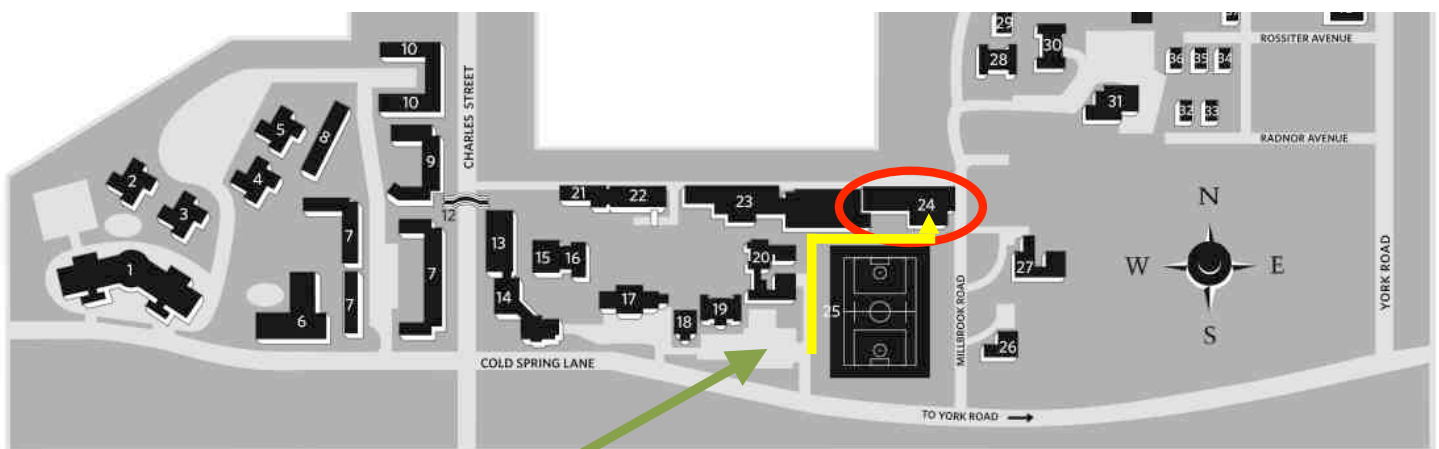 29
ROSSITER AVENUE
10
30
28
36 35 34
CHARLES STREET
10
31
5
8
32 33
RADNOR AVENUE
9
2
4
21 22
23
24
N
3
12
7
13
15 16
20
27
W
E
1
7
14
17
25
MILLBROOK ROAD
YORK ROAD
6
7
18
19
S
26
COLD SPRING LANE
TO YORK ROAD